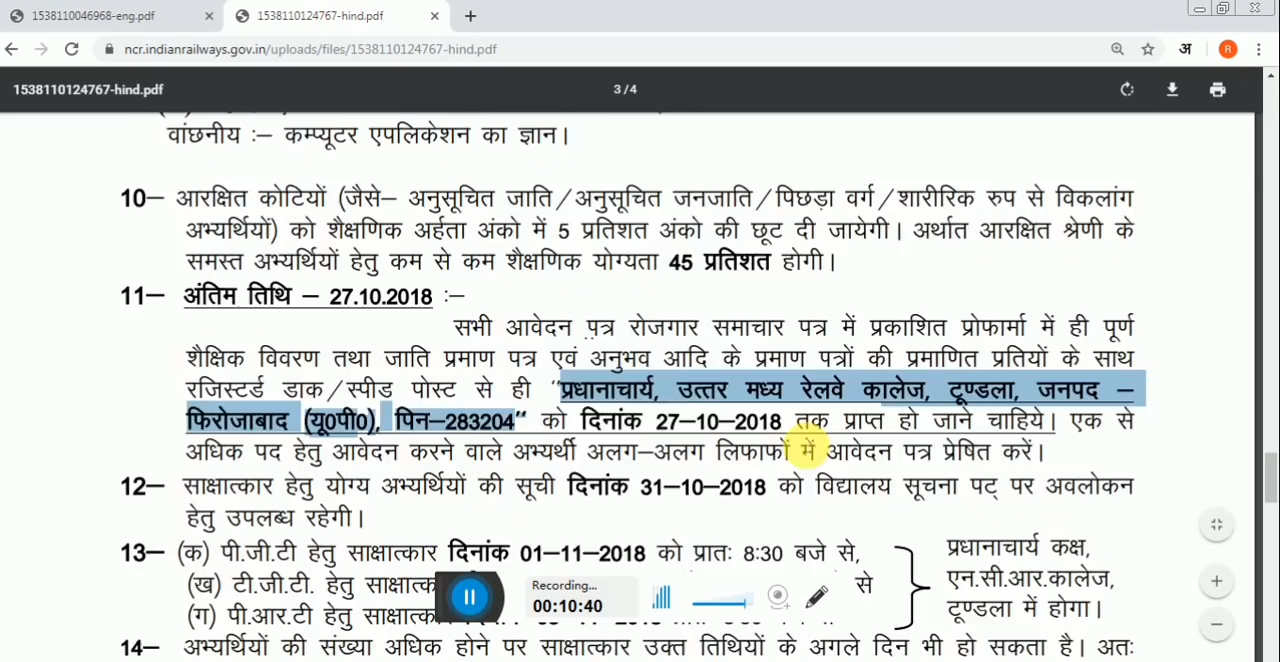 1538110046968-eng.pdf
1538110124767-hind.pdf
ncr.indianrailways.gov.in/uploads/files/1538110124767-hind.pdf
अ
R
1538110124767-hind.pdf
3 / 4
वांछनीय :– कम्प्यूटर एपलिकेशन का ज्ञान।
10– आरक्षित कोटियों (जैसे– अनुसूचित जाति/अनुसूचित जनजाति/पिछड़ा वर्ग/शारीरिक रुप से विकलांग
अभ्यर्थियों) को शैक्षणिक अर्हता अंको में 5 प्रतिशत अंको की छूट दी जायेगी। अर्थात आरक्षित श्रेणी के
समस्त अभ्यर्थियों हेतु कम से कम शैक्षणिक योग्यता 45 प्रतिशत होगी।
11– अंतिम तिथि – 27.10.2018 :–
सभी आवेदन पत्र रोजगार समाचार पत्र में प्रकाशित प्रोफार्मा में ही पूर्ण
शैक्षिक विवरण तथा जाति प्रमाण पत्र एवं अनुभव आदि के प्रमाण पत्रों की प्रमाणित प्रतियों के साथ
रजिस्टर्ड डाक/स्पीड पोस्ट से ही "प्रधानाचार्य, उत्तर मध्य रेलवे कालेज, टूण्डला, जनपद –
फिरोजाबाद (यू0पी0), पिन–283204" को दिनांक 27–10–2018 तक प्राप्त हो जाने चाहिये। एक से
अधिक पद हेतु आवेदन करने वाले अभ्यर्थी अलग–अलग लिफाफो में आवेदन पत्र प्रेषित करें।
12– साक्षात्कार हेतु योग्य अभ्यर्थियों की सूची दिनांक 31–10–2018 को विद्यालय सूचना पट् पर अवलोकन
हेतु उपलब्ध रहेगी।
13– (क) पी.जी.टी हेतु साक्षात्कार दिनांक 01–11–2018 को प्रातः 8:30 बजे से,
(ख) टी.जी.टी. हेतु साक्षात्क से
(ग) पी.आर.टी हेतु साक्षात्क
प्रधानाचार्य कक्ष,
एन.सी.आर.कालेज,
टूण्डला में होगा।
Recording...
00:10:40
14– अभ्यर्थियों की संख्या अधिक होने पर साक्षात्कार उक्त तिथियों के अगले दिन भी हो सकता है। अतः